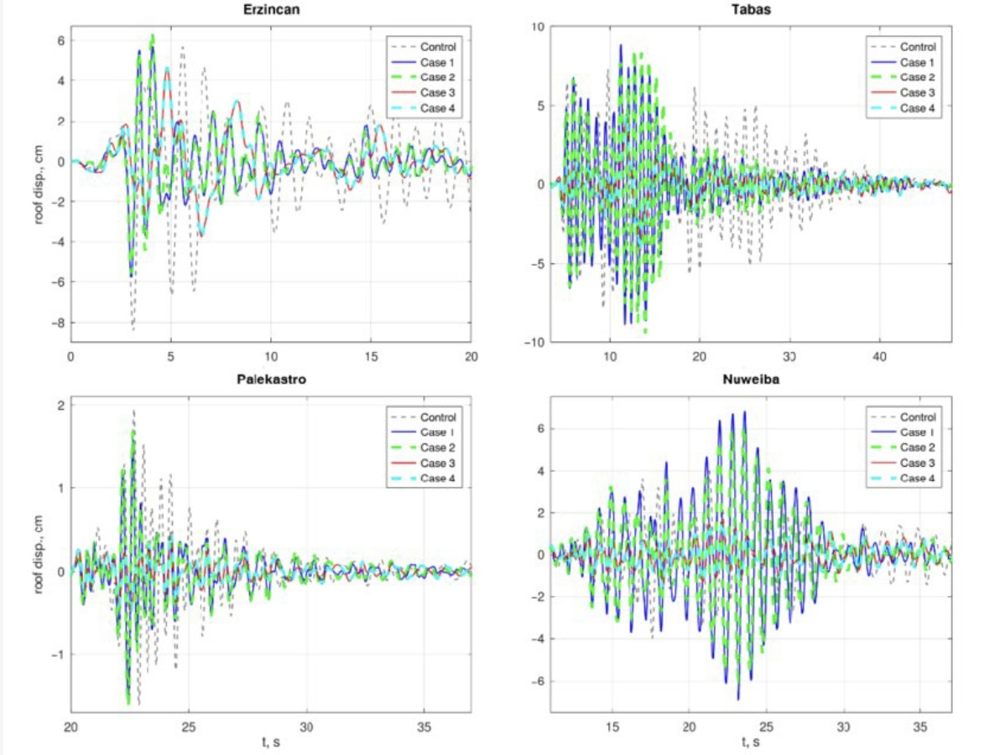 Erzincan
roof disp., cm
6
4
2
0
−2
−4
−6
−8
0
5
10
15
20
Control
Case 1
Case 2
Case 3
Case 4
Tabas
10
5
0
−5
−10
10
20
30
40
Control
Case 1
Case 2
Case 3
Case 4
Palekastro
roof disp., cm
2
1
0
−1
20
25
30
35
t, s
Control
Case 1
Case 2
Case 3
Case 4
Nuweiba
6
4
2
0
−2
−4
−6
15
20
25
30
35
t, s
Control
Case 1
Case 2
Case 3
Case 4